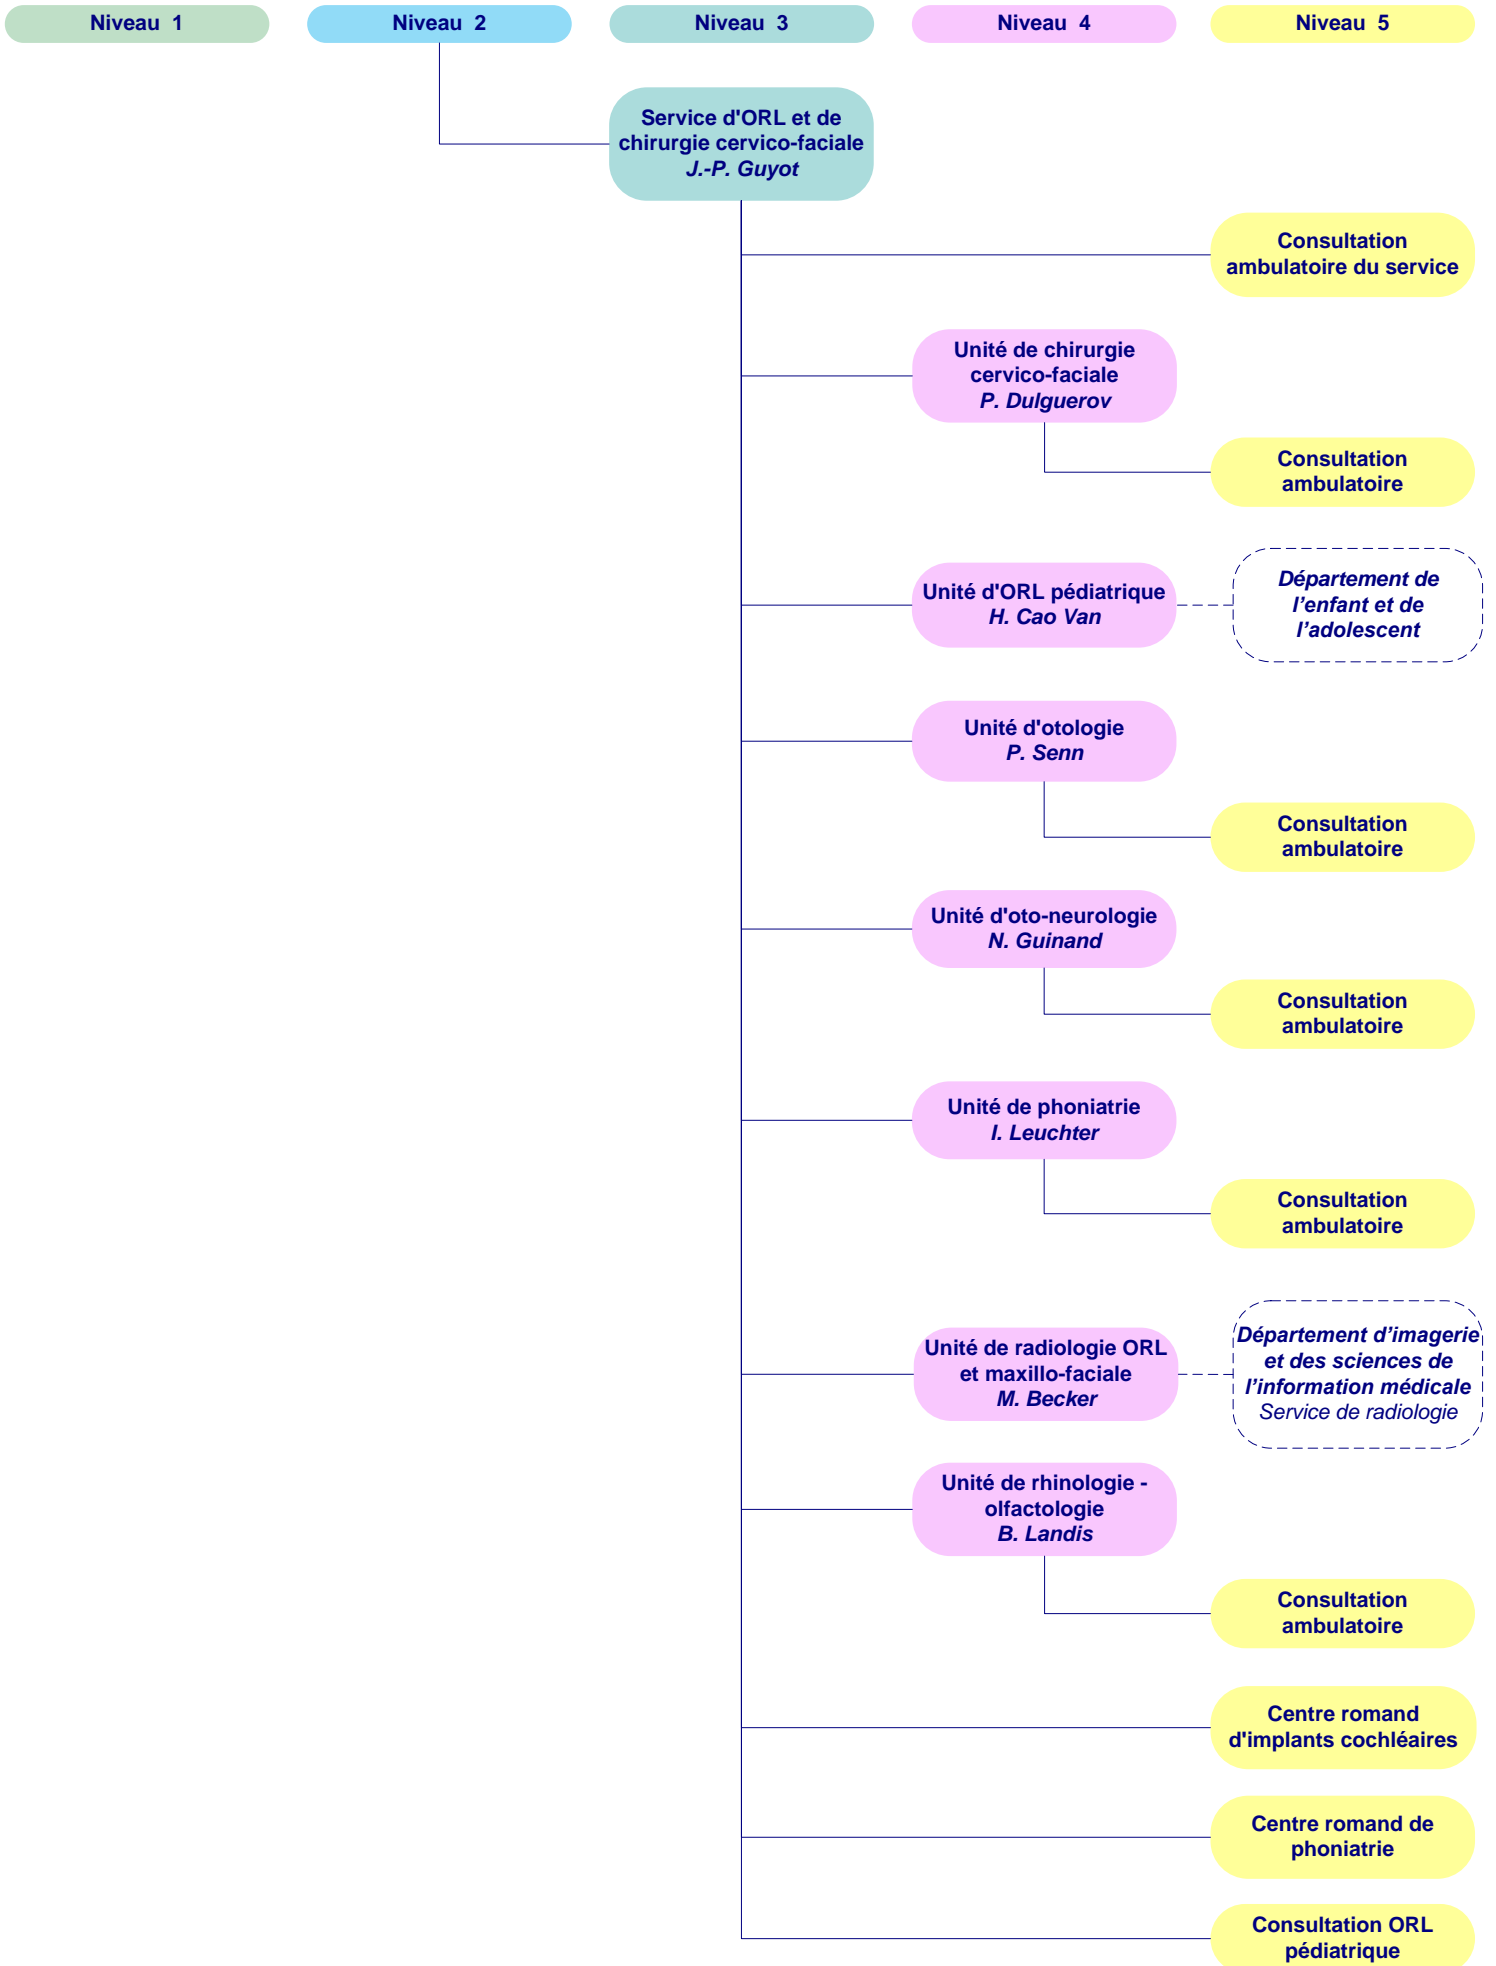 Niveau 1
Niveau 2
Niveau 3
Niveau 4
Niveau 5
Service d'ORL et de
chirurgie cervico-faciale
J.-P. Guyot
Consultation
ambulatoire du service
Unité de chirurgie
cervico-faciale
P. Dulguerov
Consultation
ambulatoire
Unité d'ORL pédiatrique
H. Cao Van
Département de
l’enfant et de
l’adolescent
Unité d'otologie
P. Senn
Consultation
ambulatoire
Unité d'oto-neurologie
N. Guinand
Consultation
ambulatoire
Unité de phoniatrie
I. Leuchter
Consultation
ambulatoire
Unité de radiologie ORL
et maxillo-faciale
M. Becker
Département d’imagerie
et des sciences de
l’information médicale
Service de radiologie
Unité de rhinologie -
olfactologie
B. Landis
Consultation
ambulatoire
Centre romand
d'implants cochléaires
Centre romand de
phoniatrie
Consultation ORL
pédiatrique